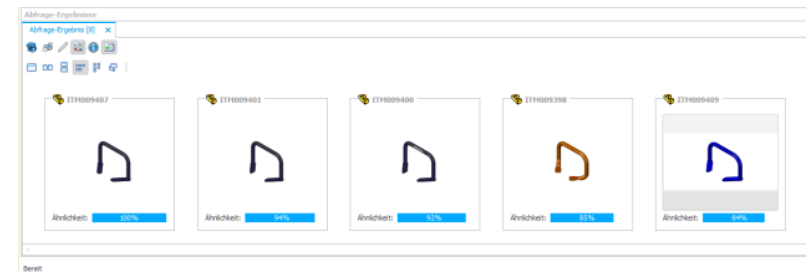 Abfrage-Ergebnisse
Abfrage-Ergebnis [8] ×
ITM009407 ITM009401 ITM009400 ITM009398 ITM009409
Ähnlichkeit: 100% Ähnlichkeit: 94% Ähnlichkeit: 92% Ähnlichkeit: 85% Ähnlichkeit: 84%
Bereit